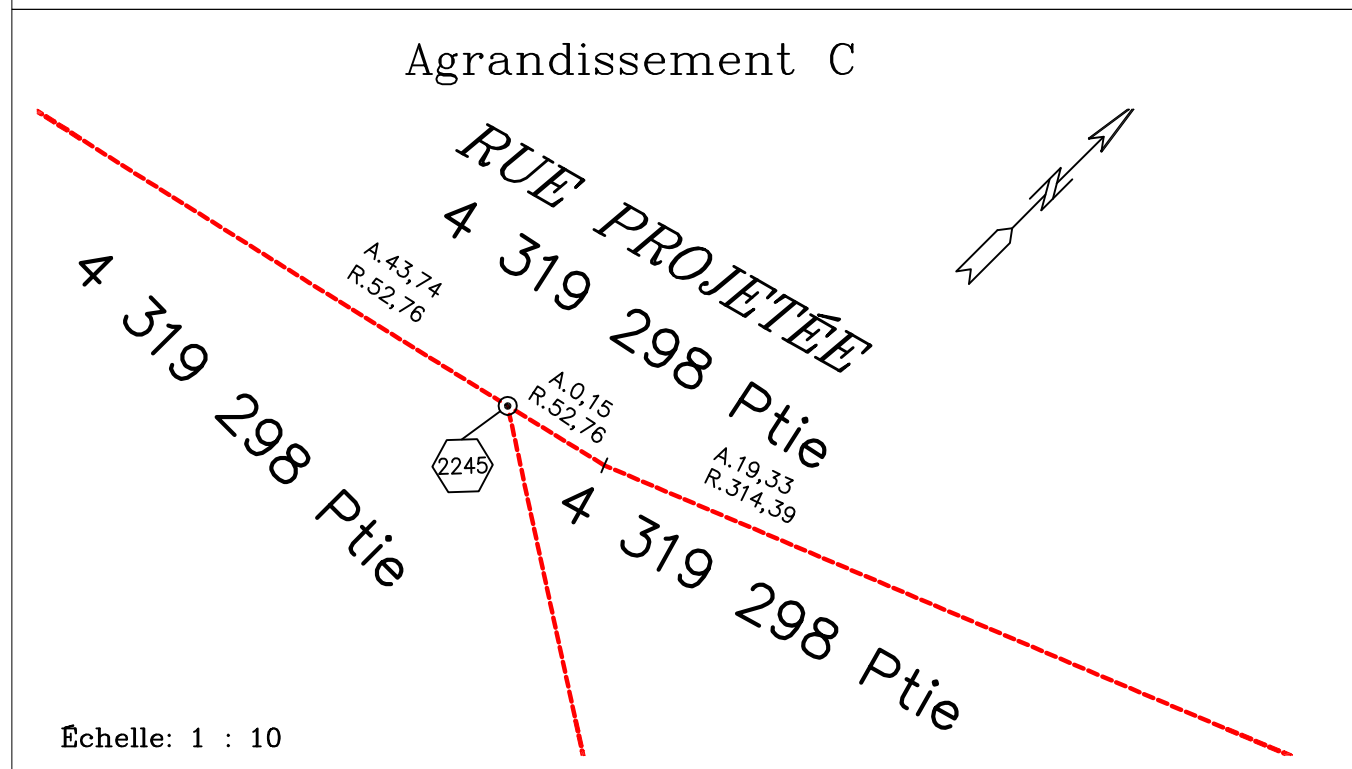 Agrandissement C
N
RUE PROJETÉE
4 319 298 Ptie
A.43,74
R.52,76
4 319 298 Ptie
A.0,15
R.52,76
2245
A.19,33
R.314,39
4 319 298 Ptie
Échelle: 1 : 10